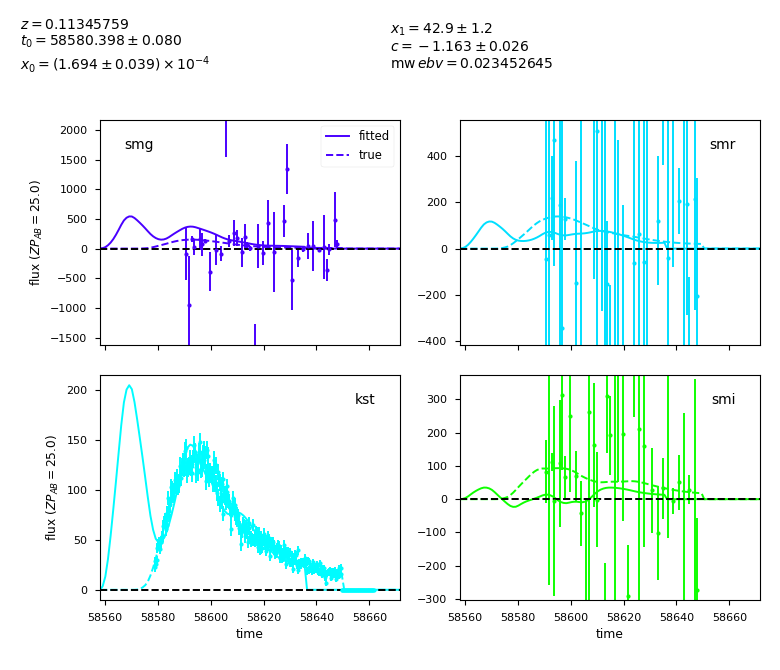 z = 0.11345759
t0 = 58580.398 ± 0.080
x0 = (1.694 ± 0.039) × 10^−4
x1 = 42.9 ± 1.2
c = −1.163 ± 0.026
mw ebv = 0.023452645
2000
1500
1000
500
0
−500
−1000
−1500
flux (ZP_AB = 25.0)
smg
fitted
true
400
200
0
−200
−400
smr
200
150
100
50
0
flux (ZP_AB = 25.0)
kst
58560 58580 58600 58620 58640 58660
time
300
200
100
0
−100
−200
−300
smi
58560 58580 58600 58620 58640 58660
time